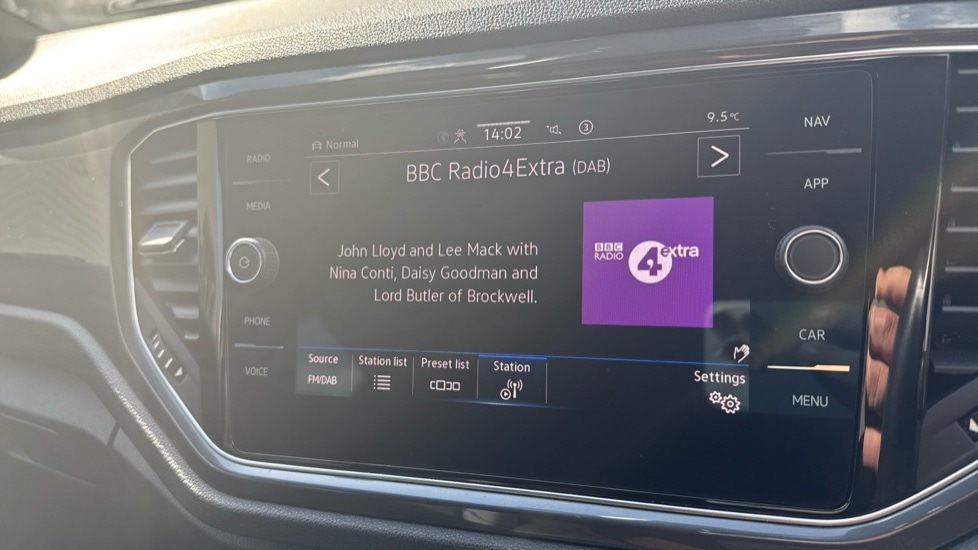 Normal
14:02
3
9.5°C
NAV
RADIO
<
BBC Radio4Extra (DAB)
>
APP
MEDIA
John Lloyd and Lee Mack with
Nina Conti, Daisy Goodman and
Lord Butler of Brockwell.
BBC
RADIO
4 extra
PHONE
CAR
VOICE
Source
FM/DAB
Station list
Preset list
Station
Settings
MENU